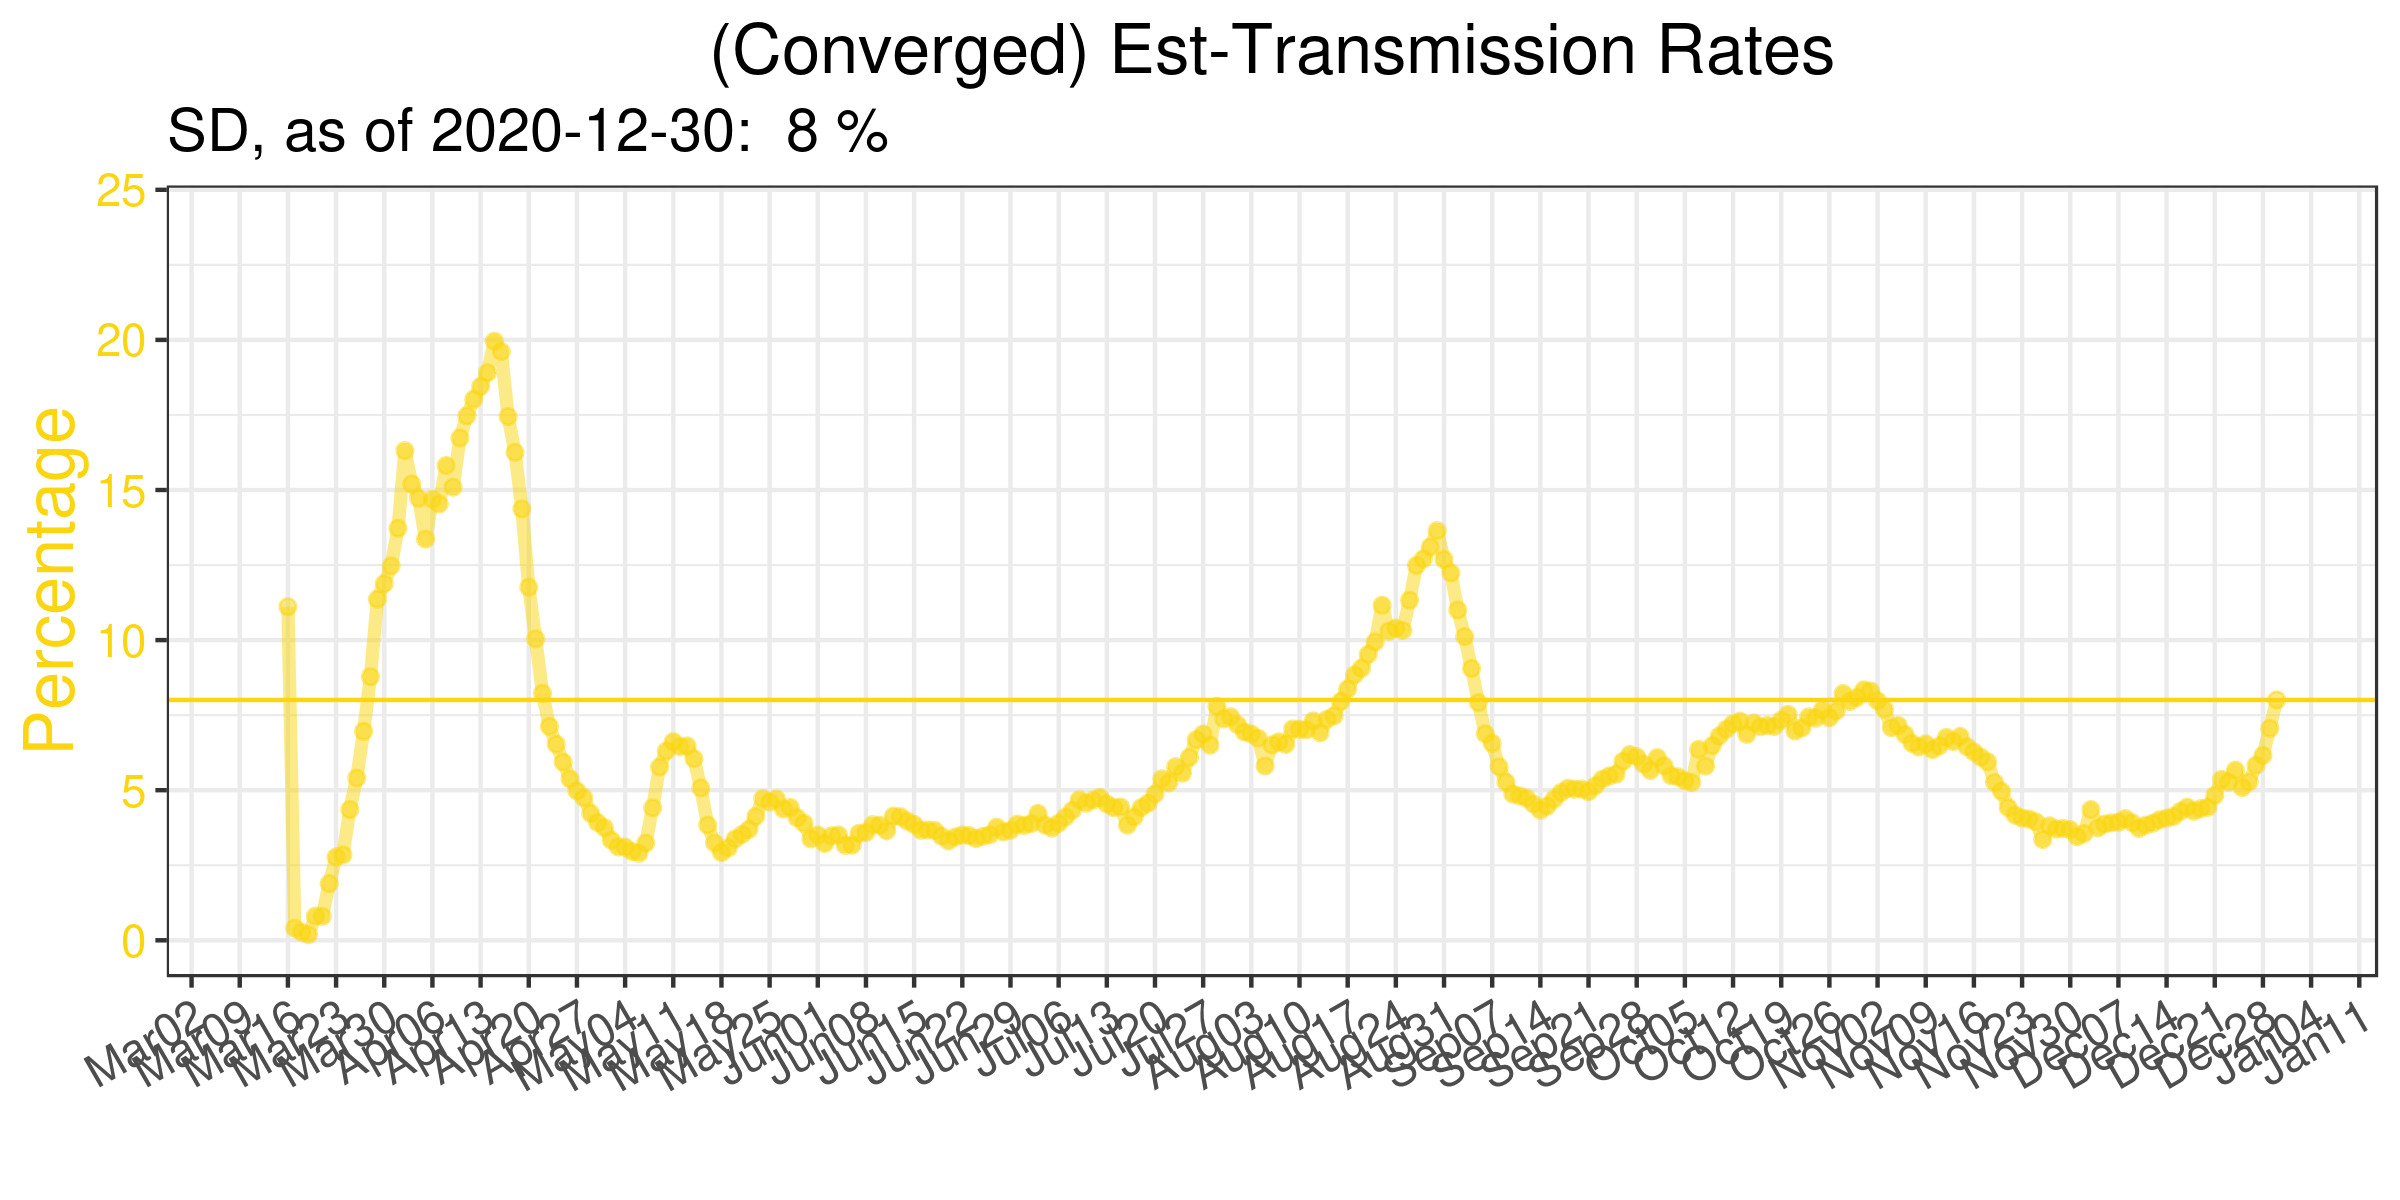 (Converged) Est-Transmission Rates
SD, as of 2020-12-30:  8 %
Percentage
25
20
15
10
5
0
Mar02
Mar09
Mar16
Mar23
Mar30
Apr06
Apr13
Apr20
Apr27
May04
May11
May18
May25
Jun01
Jun08
Jun15
Jun22
Jun29
Jul06
Jul13
Jul20
Jul27
Aug03
Aug10
Aug17
Aug24
Aug31
Sep07
Sep14
Sep21
Sep28
Oct05
Oct12
Oct19
Oct26
Nov02
Nov09
Nov16
Nov23
Nov30
Dec07
Dec14
Dec21
Dec28
Jan04
Jan11